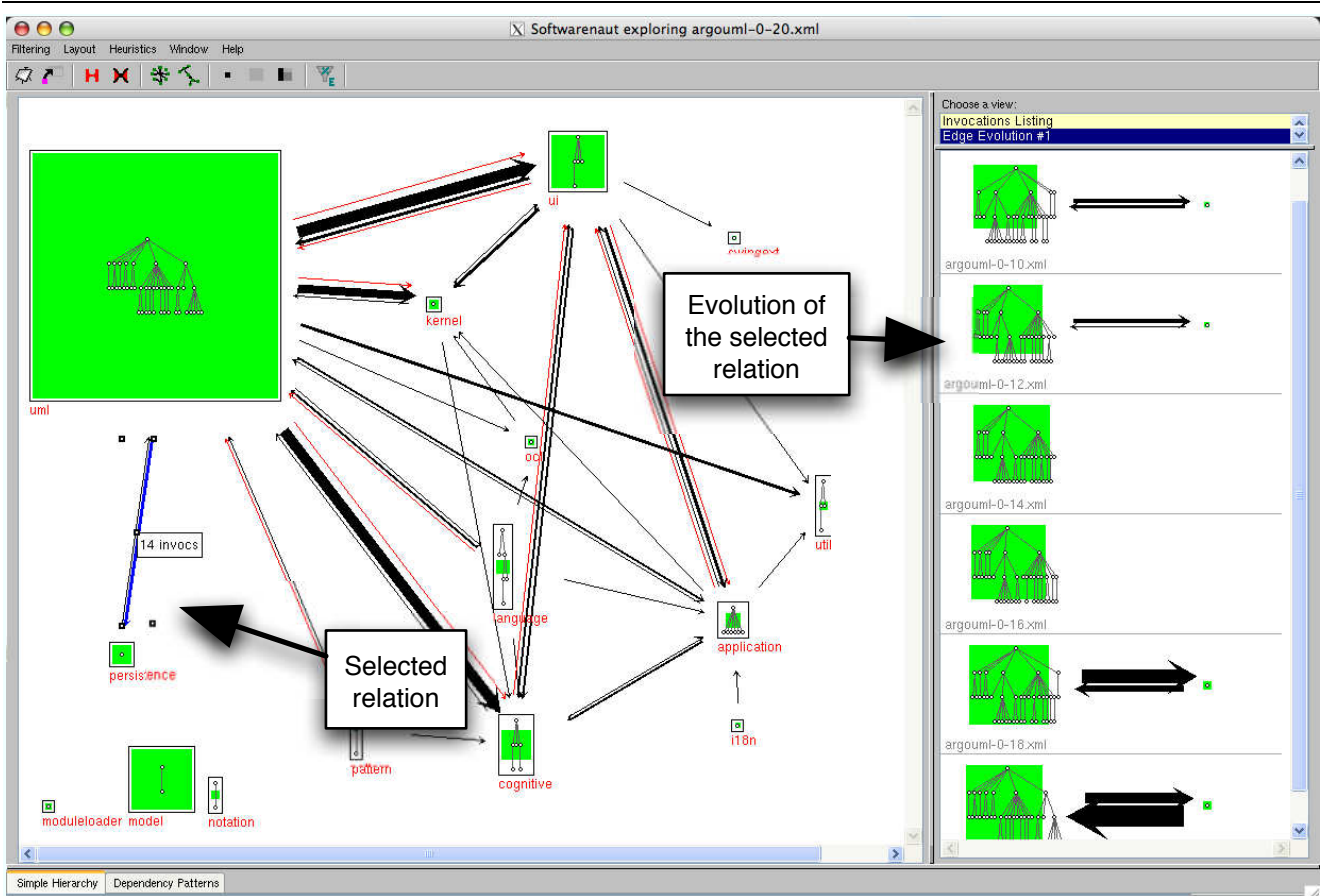 Softwarenaut exploring argouml-0-20.xml
Filtering Layout Heuristics Window Help
H
E
Choose a view:
Invocations Listing
Edge Evolution #1
ui
swingext
kernel
uml
Evolution of
the selected
relation
argouml-0-10.xml
argouml-0-12.xml
ocl
util
argouml-0-14.xml
14 invocs
language
application
argouml-0-16.xml
persistence
Selected
relation
i18n
pattern
cognitive
argouml-0-18.xml
moduleloader model notation
Simple Hierarchy Dependency Patterns